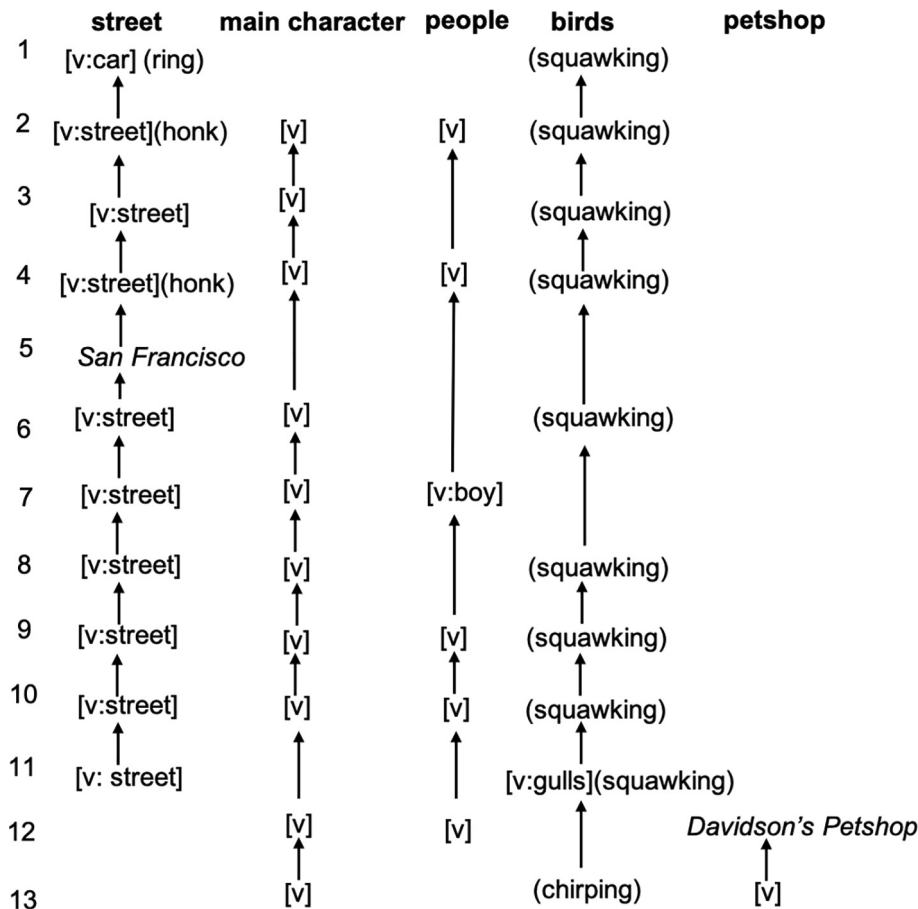 street main character people birds petshop
1 [v:car] (ring) (squawking)
2 [v:street](honk) [v] [v] (squawking)
3 [v:street] [v] (squawking)
4 [v:street](honk) [v] [v] (squawking)
5 San Francisco
6 [v:street] [v] (squawking)
7 [v:street] [v] [v:boy]
8 [v:street] [v] (squawking)
9 [v:street] [v] [v] (squawking)
10 [v:street] [v] [v] (squawking)
11 [v: street] [v:gulls](squawking)
12 [v] [v] Davidson's Petshop
13 [v] (chirping) [v]